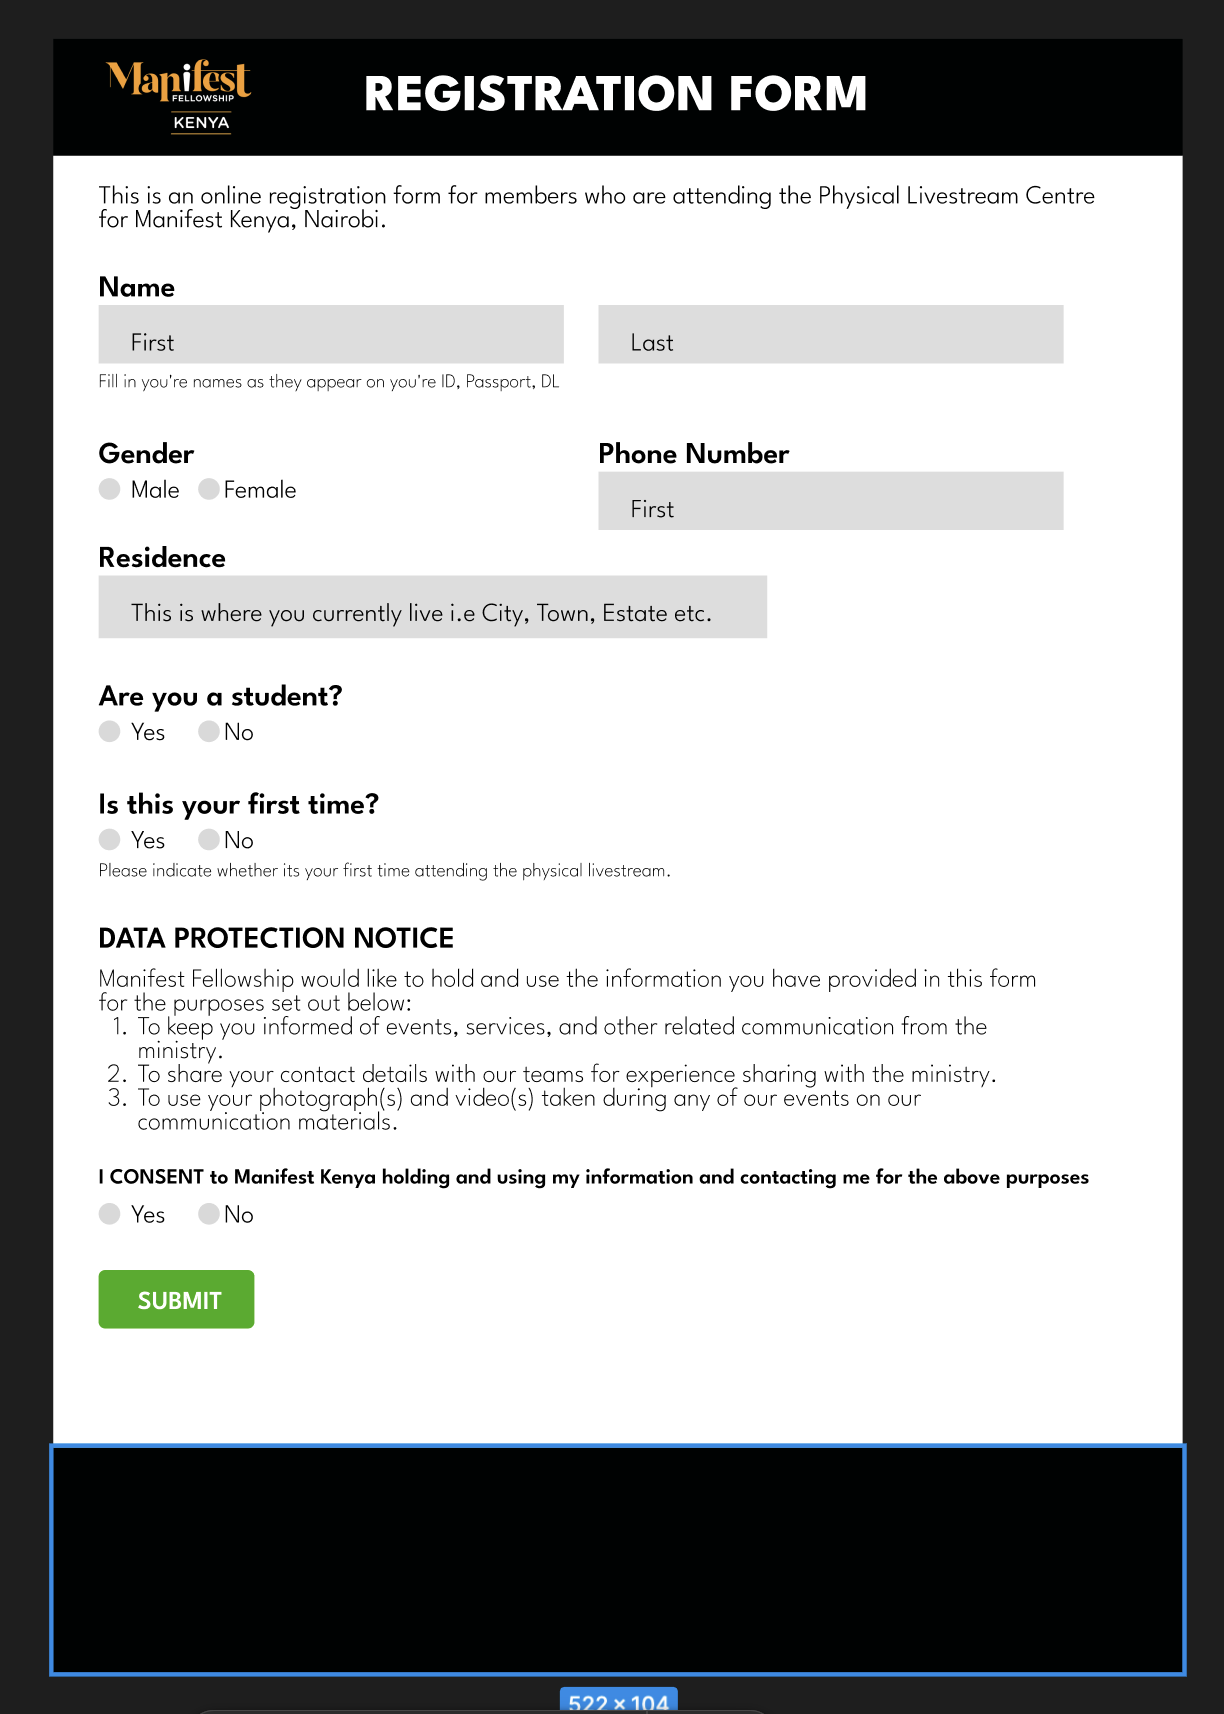 Manifest
FELLOWSHIP
KENYA
REGISTRATION FORM
This is an online registration form for members who are attending the Physical Livestream Centre
for Manifest Kenya, Nairobi.
Name
First
Last
Fill in you're names as they appear on you're ID, Passport, DL
Gender
Male
Female
Phone Number
First
Residence
This is where you currently live i.e City, Town, Estate etc.
Are you a student?
Yes
No
Is this your first time?
Yes
No
Please indicate whether its your first time attending the physical livestream.
DATA PROTECTION NOTICE
Manifest Fellowship would like to hold and use the information you have provided in this form
for the purposes set out below:
1. To keep you informed of events, services, and other related communication from the
ministry.
2. To share your contact details with our teams for experience sharing with the ministry.
3. To use your photograph(s) and video(s) taken during any of our events on our
communication materials.
I CONSENT to Manifest Kenya holding and using my information and contacting me for the above purposes
Yes
No
SUBMIT
522 × 104